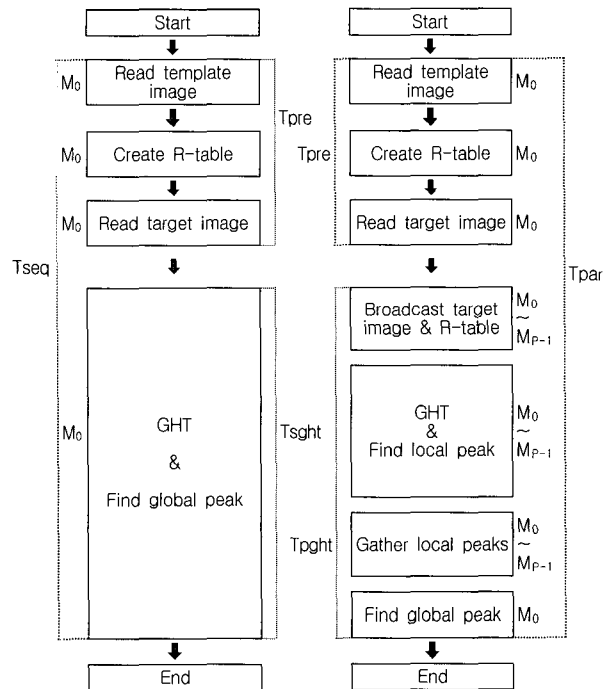 Start
M₀
Read template
image
Tpre
M₀
Create R-table
M₀
Read target image
Tseq
M₀
GHT
&
Find global peak
Tsght
End
Start
Read template
image
M₀
Tpre
Create R-table
M₀
Read target image
M₀
Tpar
Broadcast target
image & R-table
M₀
~
M_P-1
GHT
&
Find local peak
M₀
~
M_P-1
Tpght
Gather local peaks
M₀
~
M_P-1
Find global peak
M₀
End